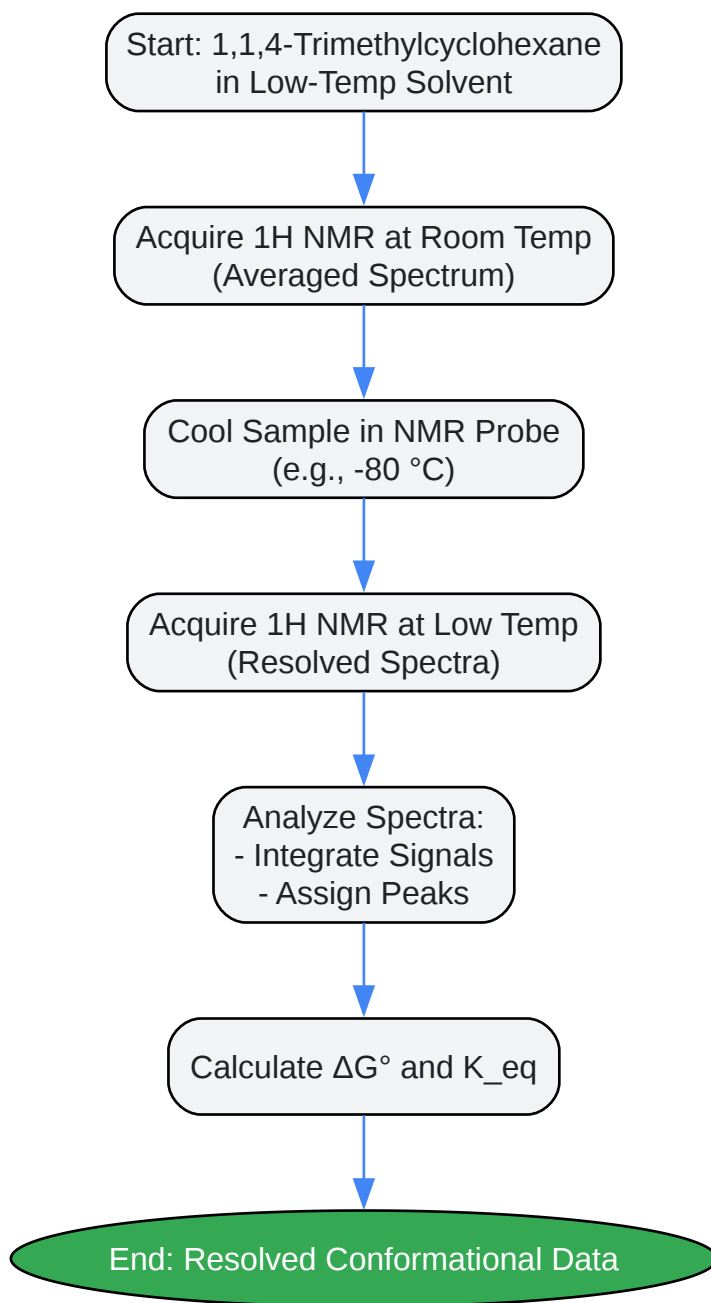 Start: 1,1,4-Trimethylcyclohexane
in Low-Temp Solvent
Acquire 1H NMR at Room Temp
(Averaged Spectrum)
Cool Sample in NMR Probe
(e.g., -80 °C)
Acquire 1H NMR at Low Temp
(Resolved Spectra)
Analyze Spectra:
- Integrate Signals
- Assign Peaks
Calculate ΔG° and K_eq
End: Resolved Conformational Data